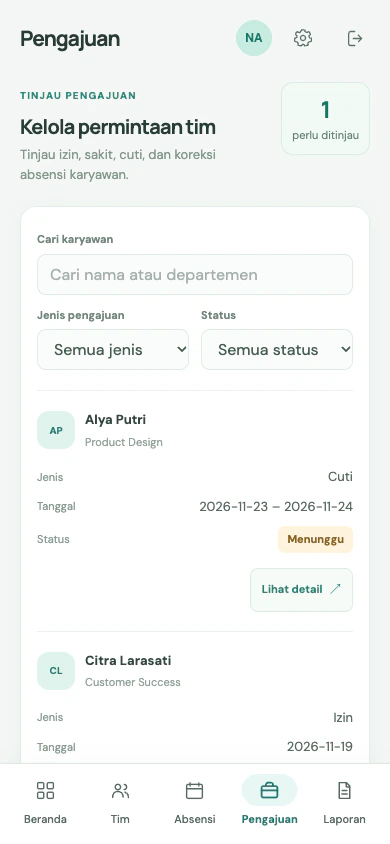 Pengajuan
NA
TINJAU PENGAJUAN
Kelola permintaan tim
Tinjau izin, sakit, cuti, dan koreksi
absensi karyawan.
1
perlu ditinjau
Cari karyawan
Cari nama atau departemen
Jenis pengajuan
Status
Semua jenis
Semua status
AP
Alya Putri
Product Design
Jenis
Cuti
Tanggal
2026-11-23 – 2026-11-24
Status
Menunggu
Lihat detail ↗
CL
Citra Larasati
Customer Success
Jenis
Izin
Tanggal
2026-11-19
Beranda
Tim
Absensi
Pengajuan
Laporan